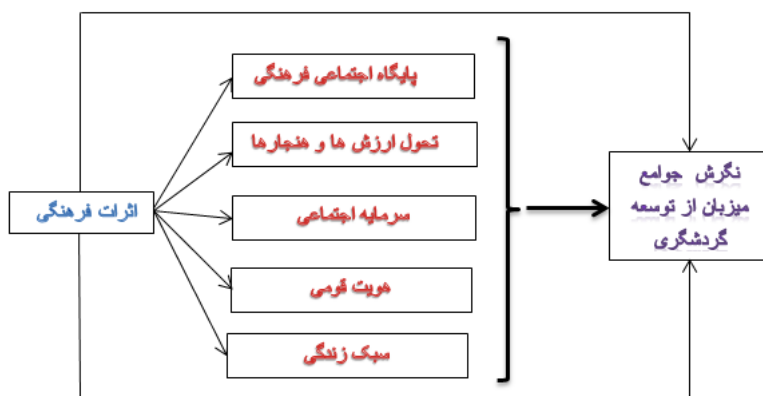 پایگاه اجتماعی فرهنگی
تحول ارزش ها و هنجارها
سرمایه اجتماعی
هویت قومی
سبک زندگی
اثرات فرهنگی
نگرش جوامع
میزبان از توسعه
گردشگری